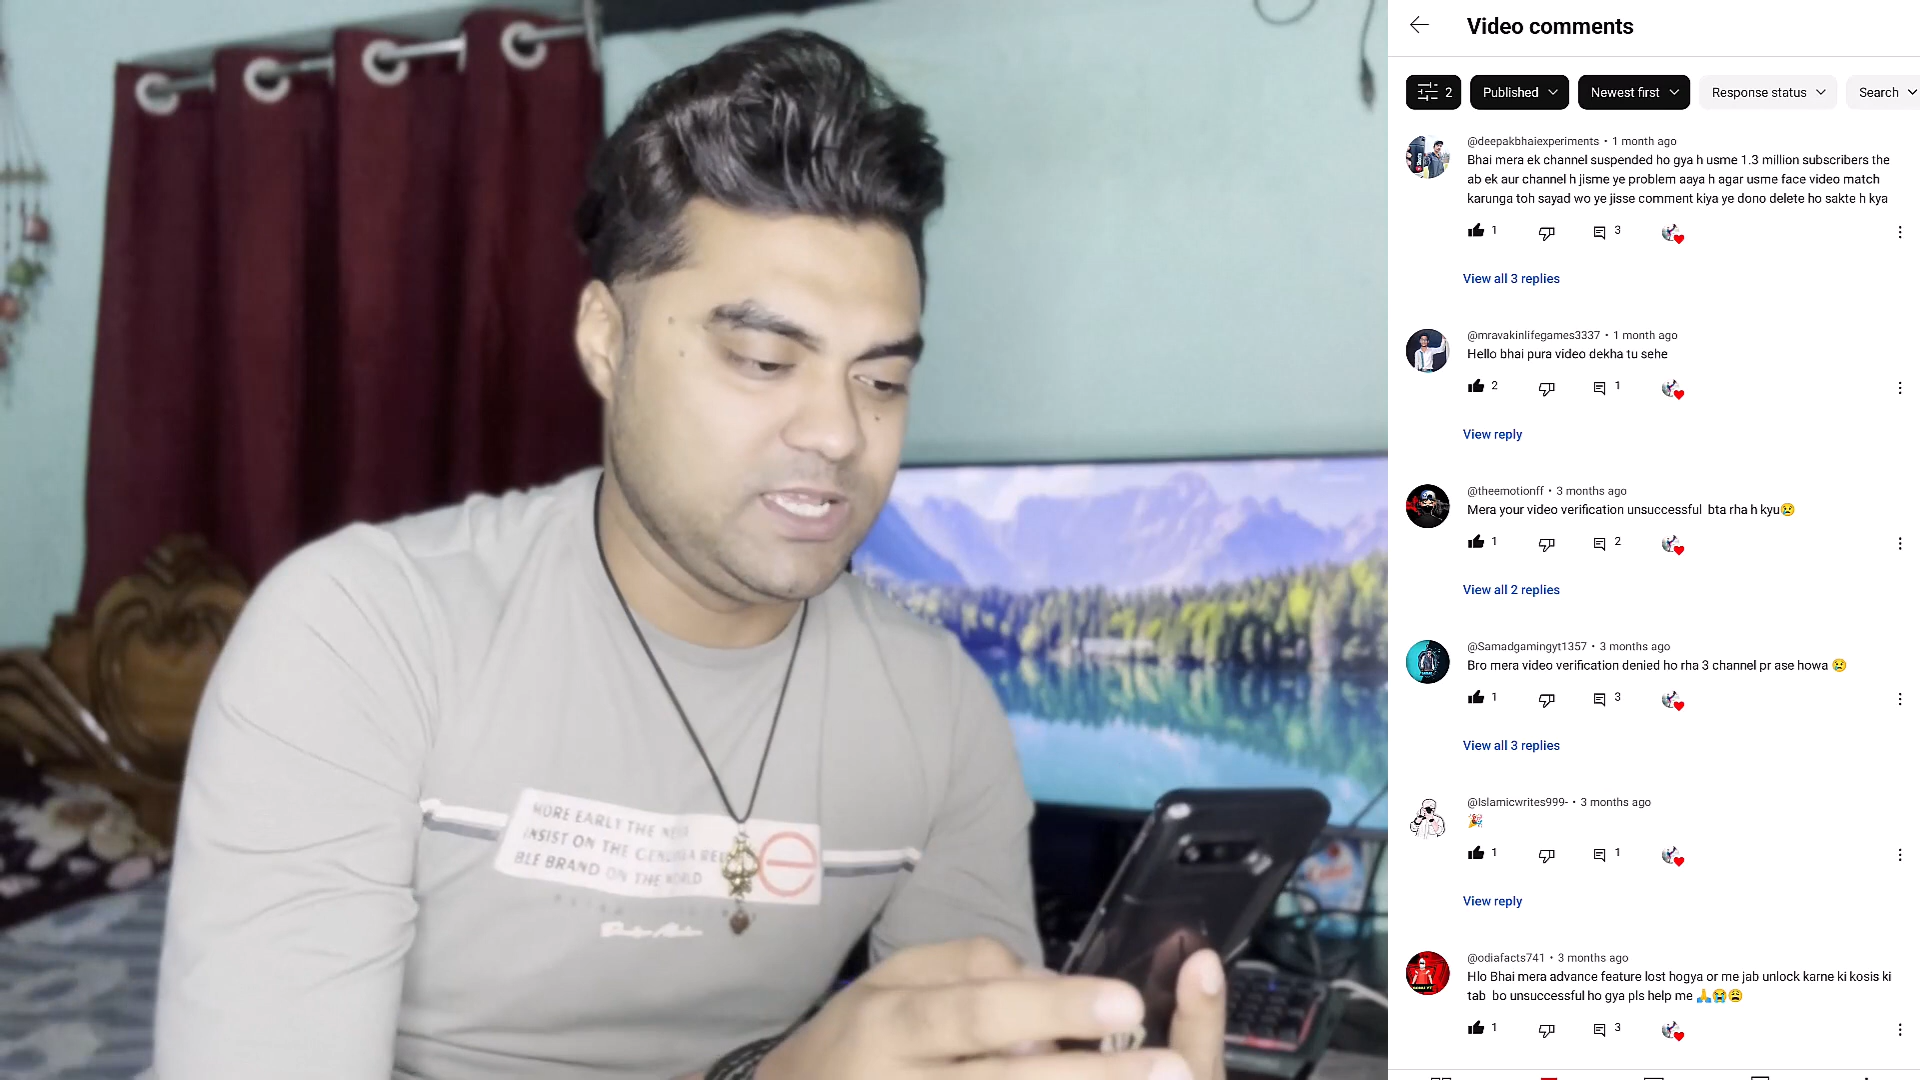 Video comments
2
Published
Newest first
Response status
Search
@deepakbhaiexperiments • 1 month ago
Bhai mera ek channel suspended ho gya h usme 1.3 million subscribers the
ab ek aur channel h jisme ye problem aaya h agar usme face video match
karunga toh sayad wo ye jisse comment kiya ye dono delete ho sakte h kya
1
3
View all 3 replies
@mravakinlifegames3337 • 1 month ago
Hello bhai pura video dekha tu sehe
2
1
View reply
@theemotionff • 3 months ago
Mera your video verification unsuccessful bta rha h kyu😢
1
2
View all 2 replies
@Samadgamingyt1357 • 3 months ago
Bro mera video verification denied ho rha 3 channel pr ase howa 😢
1
3
View all 3 replies
@Islamicwrites999- • 3 months ago
🎉
1
1
View reply
@odiafacts741 • 3 months ago
Hlo Bhai mera advance feature lost hogya or me jab unlock karne ki kosis ki
tab bo unsuccessful ho gya pls help me 🙏😭😩
1
3
MORE EARLY THE
INSIST ON THE
BLE BRAND ON THE WORLD